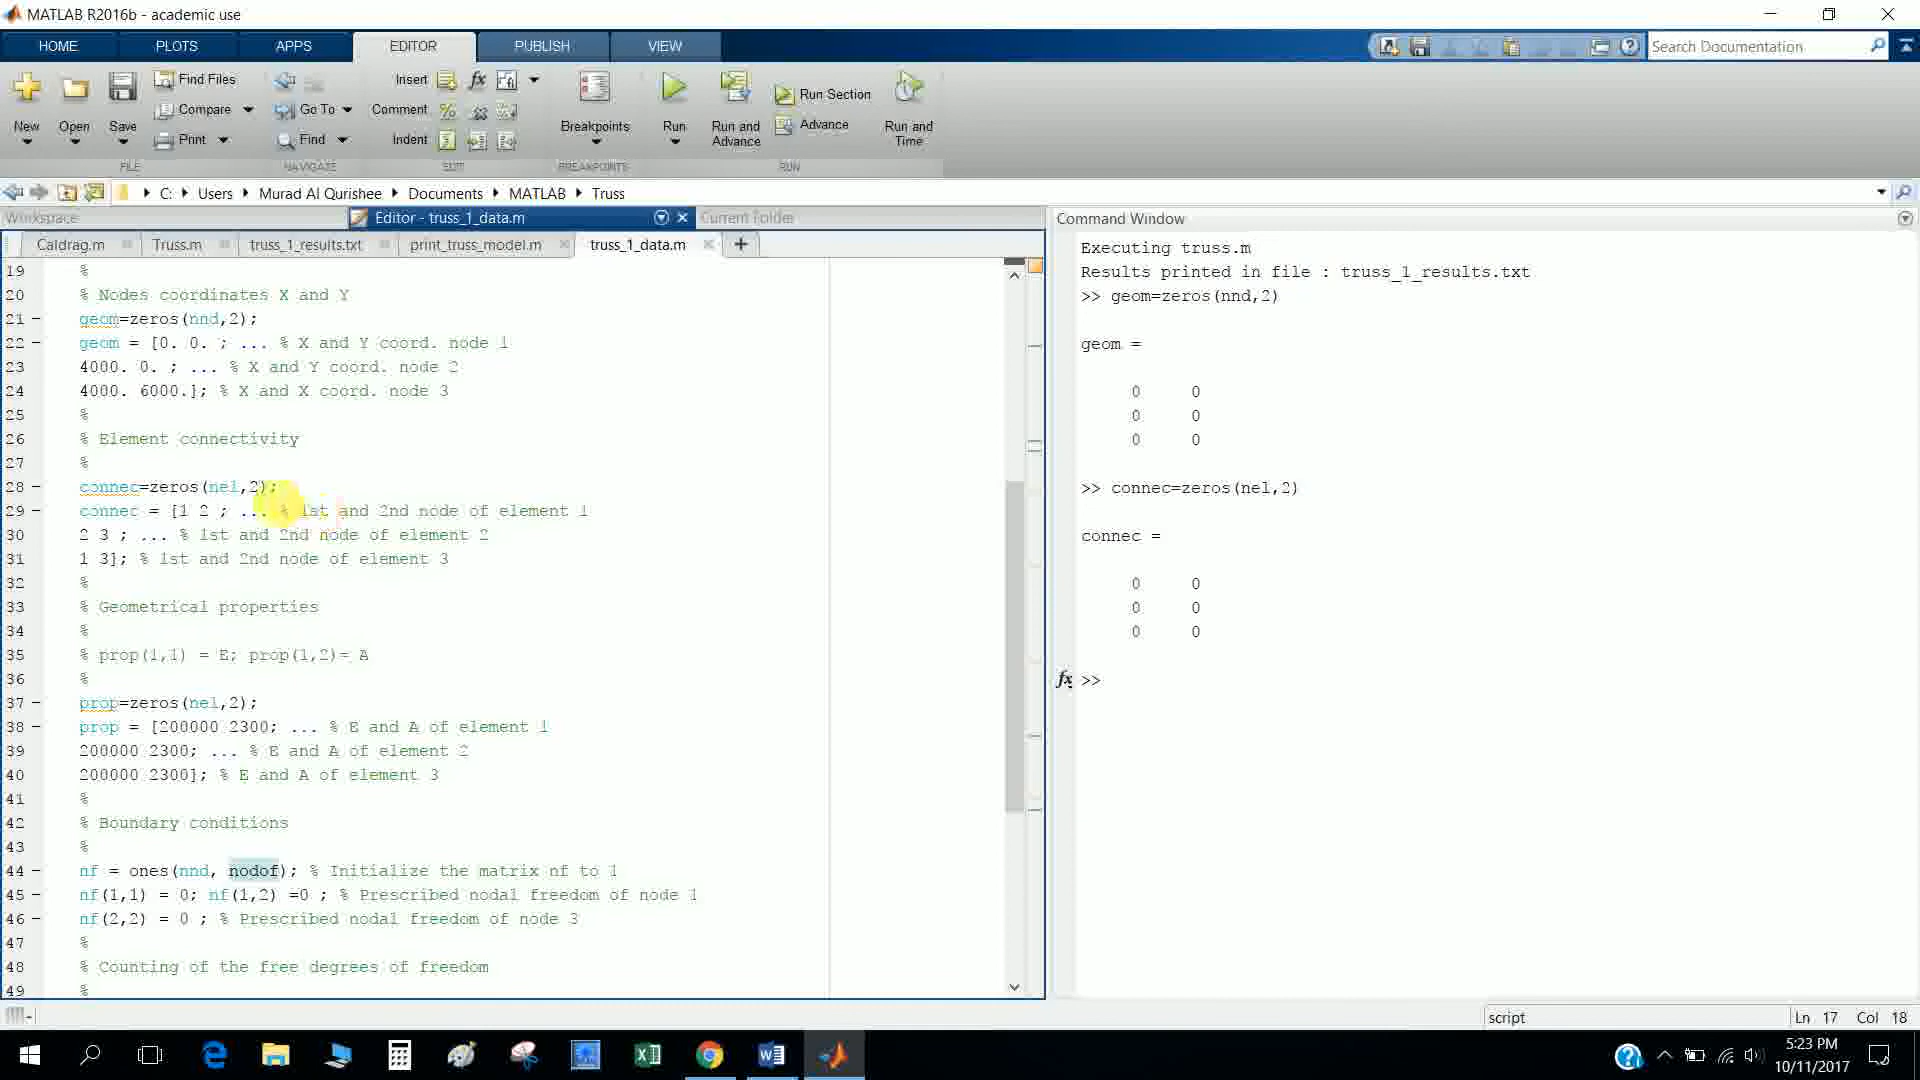 MATLAB R2016b - academic use
HOME PLOTS APPS EDITOR PUBLISH VIEW
Search Documentation
New Open Save
Find Files
Compare
Print
FILE
Go To
Find
NAVIGATE
Insert
Comment
Indent
EDIT
Breakpoints
BREAKPOINTS
Run
Run and Advance
Run Section
Advance
Run and Time
RUN
C: Users Murad Al Qurishee Documents MATLAB Truss
Workspace
Editor - truss_1_data.m
Current Folder
Caldrag.m Truss.m truss_1_results.txt print_truss_model.m truss_1_data.m
19 %
20 % Nodes coordinates X and Y
21 – geom=zeros(nnd,2);
22 – geom = [0. 0. ; ... % X and Y coord. node 1
23 4000. 0. ; ... % X and Y coord. node 2
24 4000. 6000.]; % X and X coord. node 3
25 %
26 % Element connectivity
27 %
28 – connec=zeros(nel,2);
29 – connec = [1 2 ; ... % 1st and 2nd node of element 1
30 2 3 ; ... % 1st and 2nd node of element 2
31 1 3]; % 1st and 2nd node of element 3
32 %
33 % Geometrical properties
34 %
35 % prop(1,1) = E; prop(1,2)= A
36 %
37 – prop=zeros(nel,2);
38 – prop = [200000 2300; ... % E and A of element 1
39 200000 2300; ... % E and A of element 2
40 200000 2300]; % E and A of element 3
41 %
42 % Boundary conditions
43 %
44 – nf = ones(nnd, nodof); % Initialize the matrix nf to 1
45 – nf(1,1) = 0; nf(1,2) =0 ; % Prescribed nodal freedom of node 1
46 – nf(2,2) = 0 ; % Prescribed nodal freedom of node 3
47 %
48 % Counting of the free degrees of freedom
49 %
Command Window
Executing truss.m
Results printed in file : truss_1_results.txt
>> geom=zeros(nnd,2)
geom =
0 0
0 0
0 0
>> connec=zeros(nel,2)
connec =
0 0
0 0
0 0
fx >>
script
Ln 17 Col 18
5:23 PM
10/11/2017